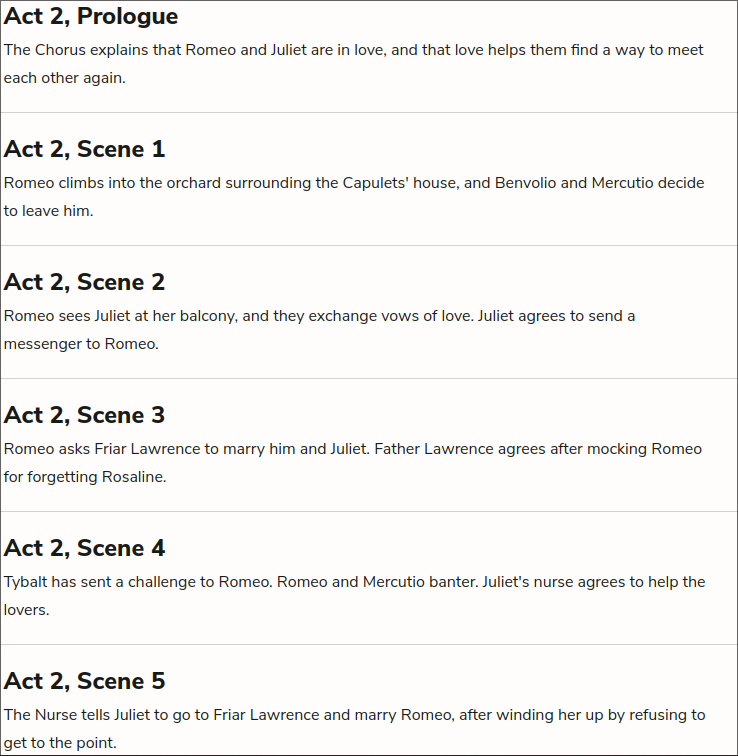 Act 2, Prologue
The Chorus explains that Romeo and Juliet are in love, and that love helps them find a way to meet
each other again.
Act 2, Scene 1
Romeo climbs into the orchard surrounding the Capulets' house, and Benvolio and Mercutio decide
to leave him.
Act 2, Scene 2
Romeo sees Juliet at her balcony, and they exchange vows of love. Juliet agrees to send a
messenger to Romeo.
Act 2, Scene 3
Romeo asks Friar Lawrence to marry him and Juliet. Father Lawrence agrees after mocking Romeo
for forgetting Rosaline.
Act 2, Scene 4
Tybalt has sent a challenge to Romeo. Romeo and Mercutio banter. Juliet's nurse agrees to help the
lovers.
Act 2, Scene 5
The Nurse tells Juliet to go to Friar Lawrence and marry Romeo, after winding her up by refusing to
get to the point.